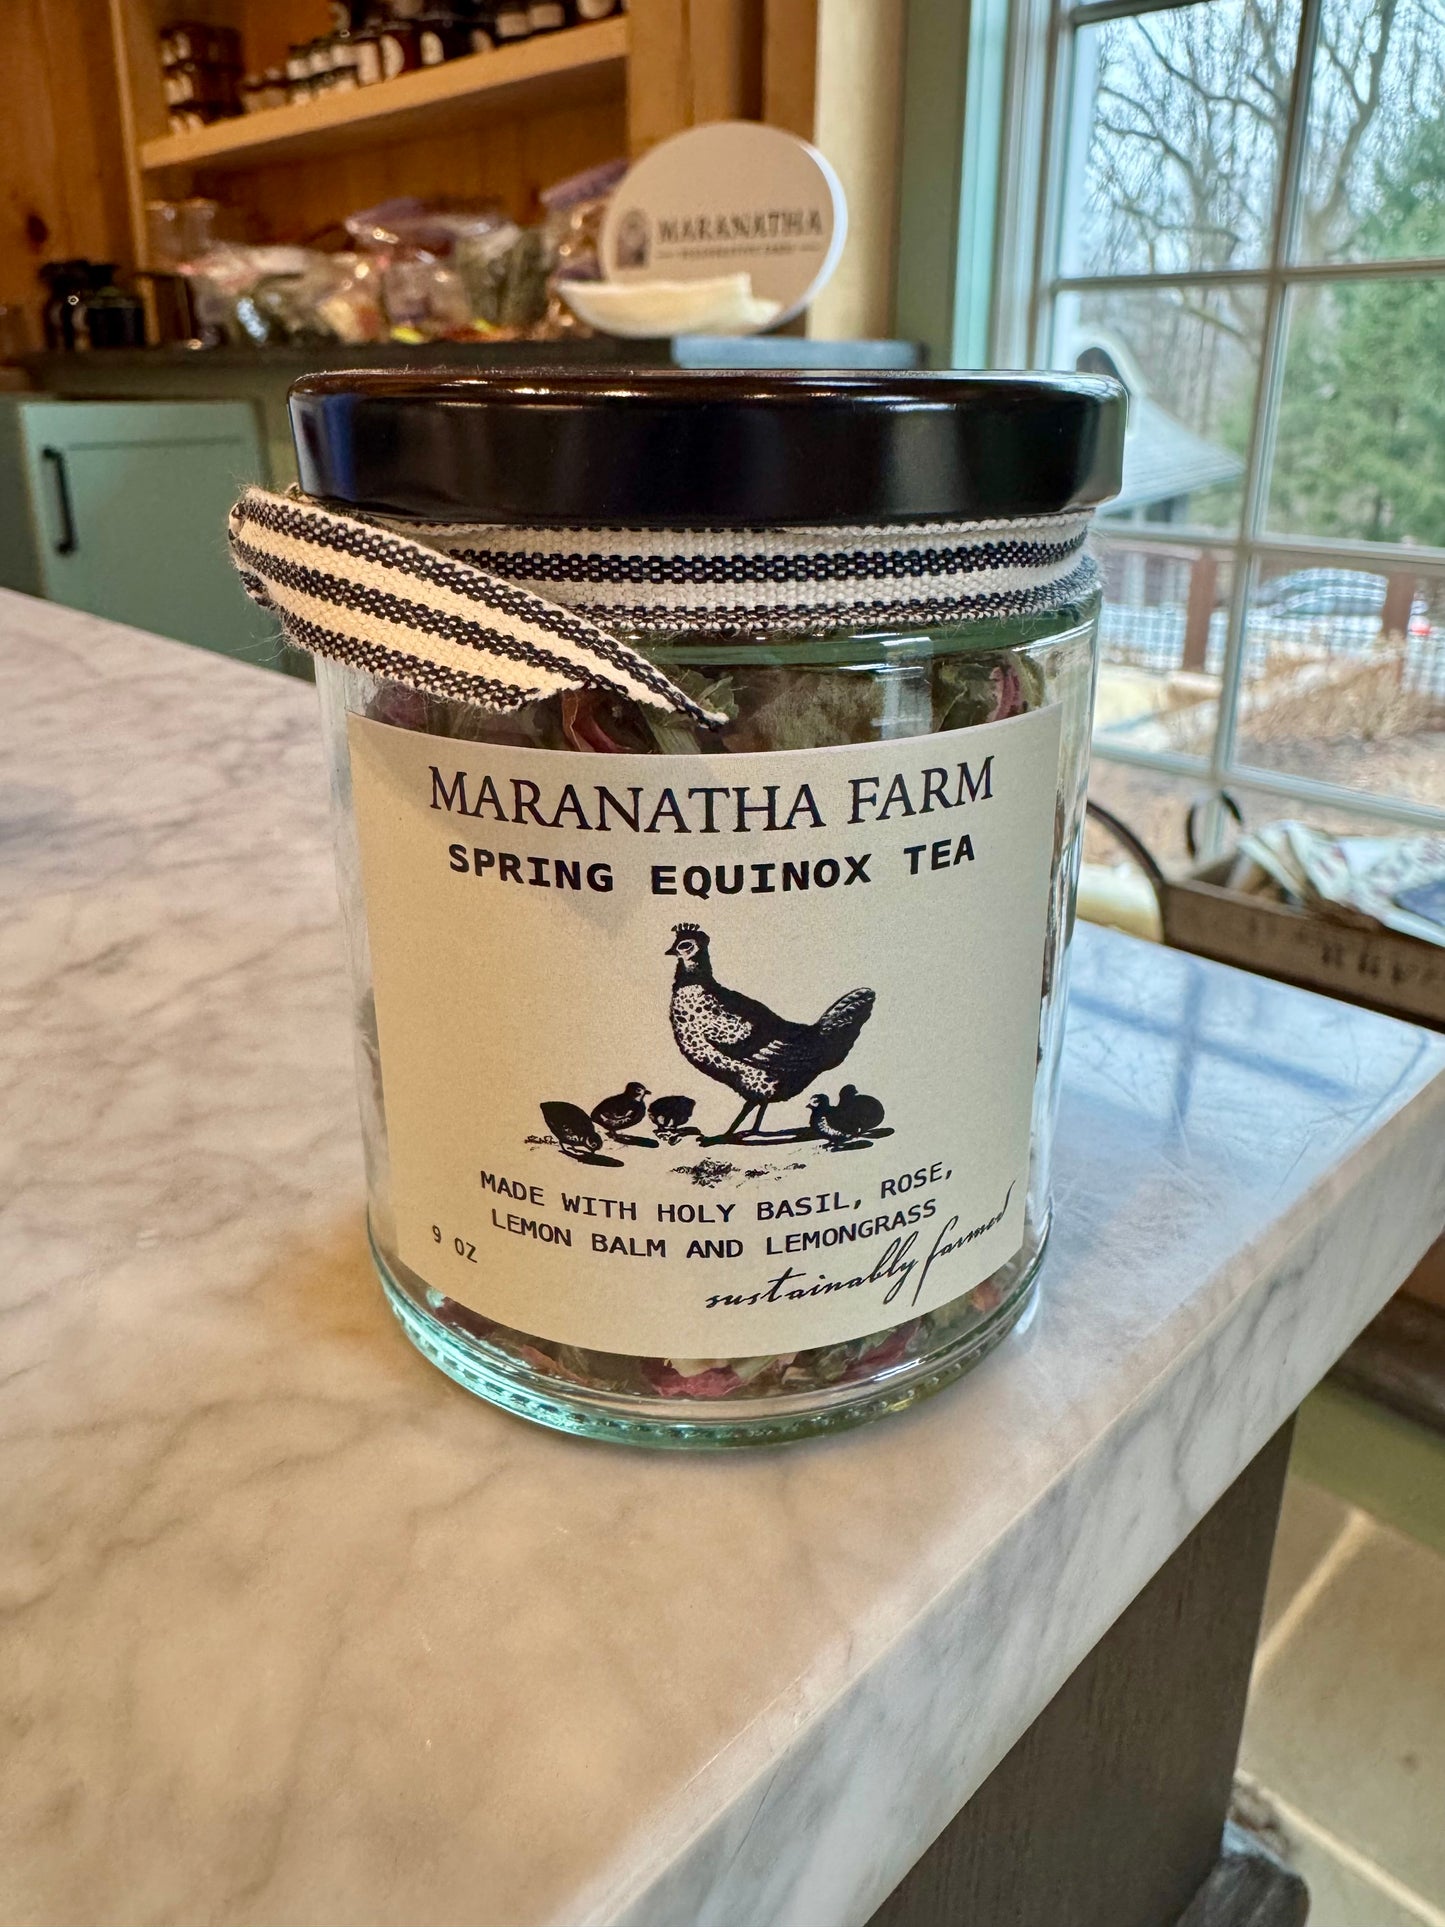 MARANATHA
MARANATHA FARM
SPRING EQUINOX TEA
MADE WITH HOLY BASIL, ROSE,
LEMON BALM AND LEMONGRASS
9 OZ
sustainably farmed